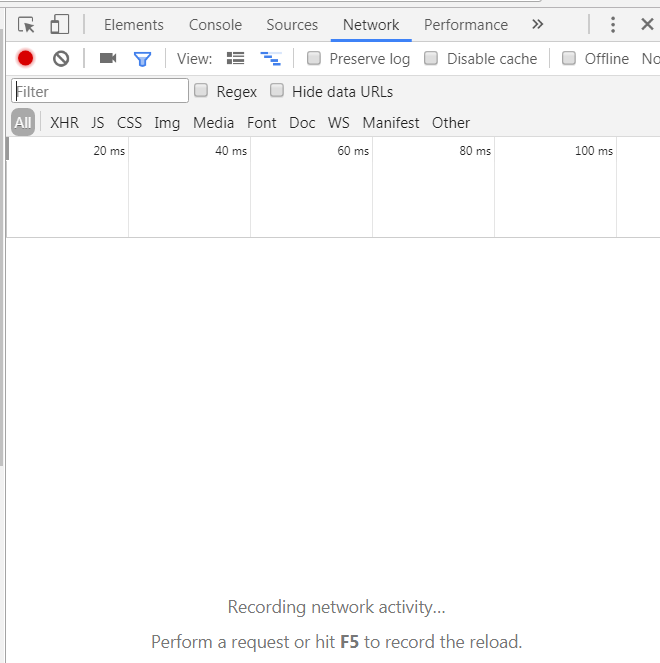 Elements Console Sources Network Performance »
View: Preserve log Disable cache Offline No
Filter Regex Hide data URLs
All XHR JS CSS Img Media Font Doc WS Manifest Other
20 ms 40 ms 60 ms 80 ms 100 ms
Recording network activity...
Perform a request or hit F5 to record the reload.